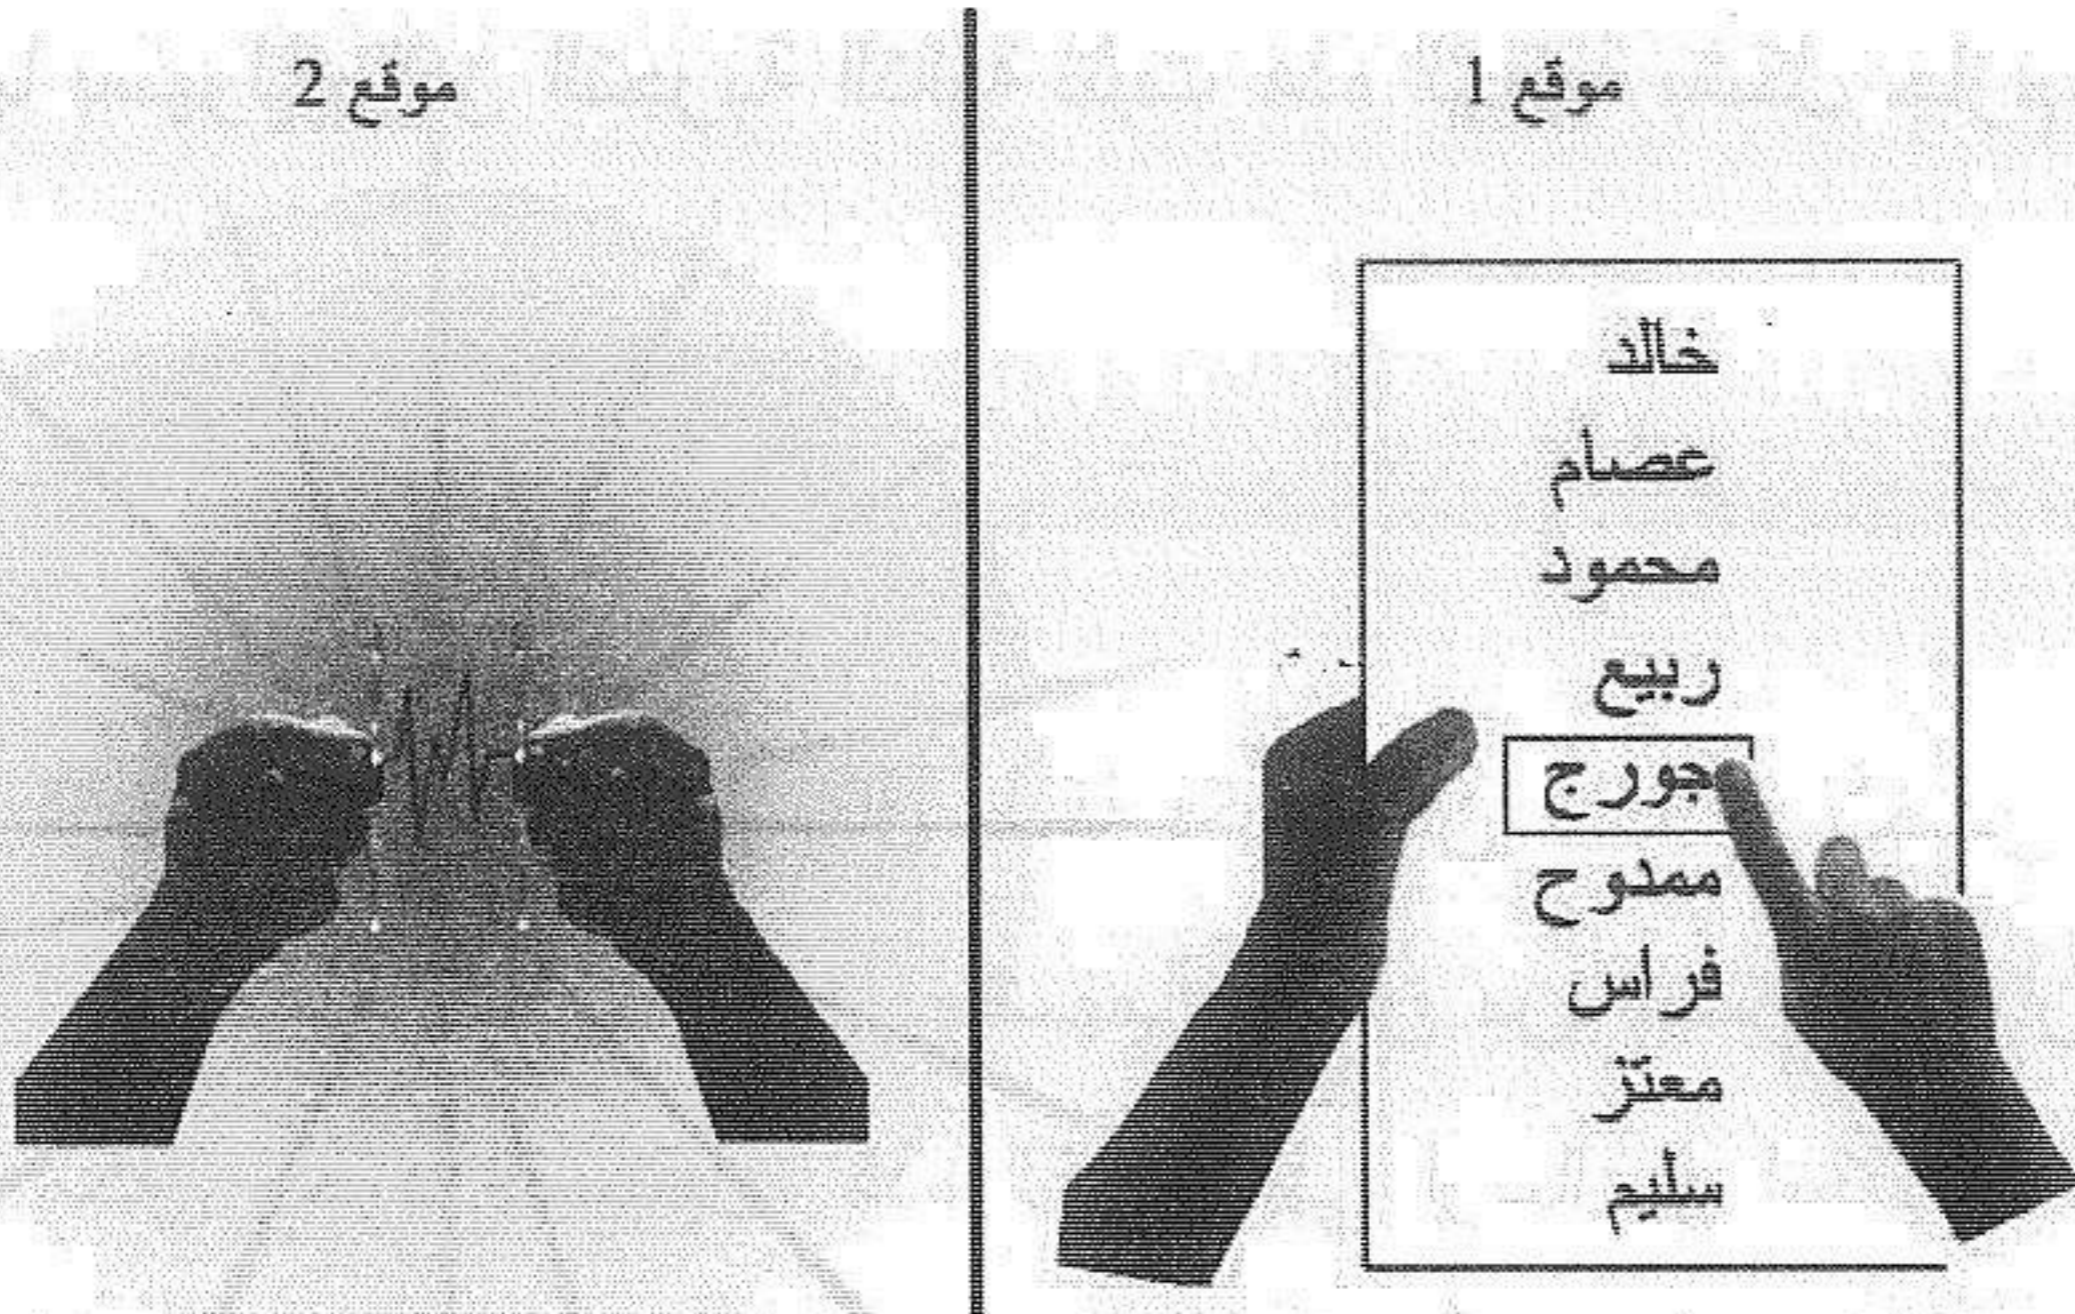 موقع 1
خالد
عصام
محمود
ربيع
جورج
ممدوح
فراس
معتز
سليم
موقع 2